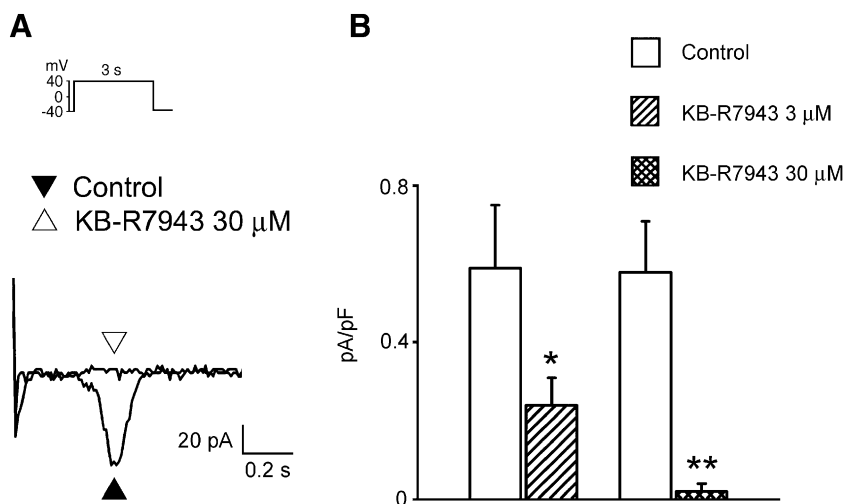 A
mV
3 s
40
0
-40
▼ Control
△ KB-R7943 30 μM
20 pA
0.2 s
B
Control
KB-R7943 3 μM
KB-R7943 30 μM
pA/pF
0.8
0.4
0
*
**